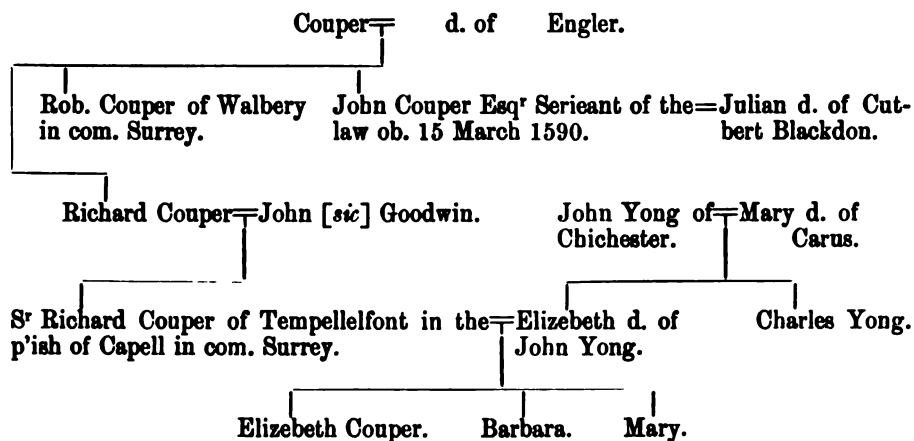 Couper= d. of Engler.
Rob. Couper of Walbery
in com. Surrey.
John Couper Esqr Serieant of the=Julian d. of Cut-
law ob. 15 March 1590.
bert Blackdon.
Richard Couper=John [sic] Goodwin.
John Yong of=Mary d. of
Chichester.
Carus.
Sr Richard Couper of Tempellelfont in the=Elizebeth d. of
p'ish of Capell in com. Surrey.
John Yong.
Charles Yong.
Elizebeth Couper.
Barbara.
Mary.